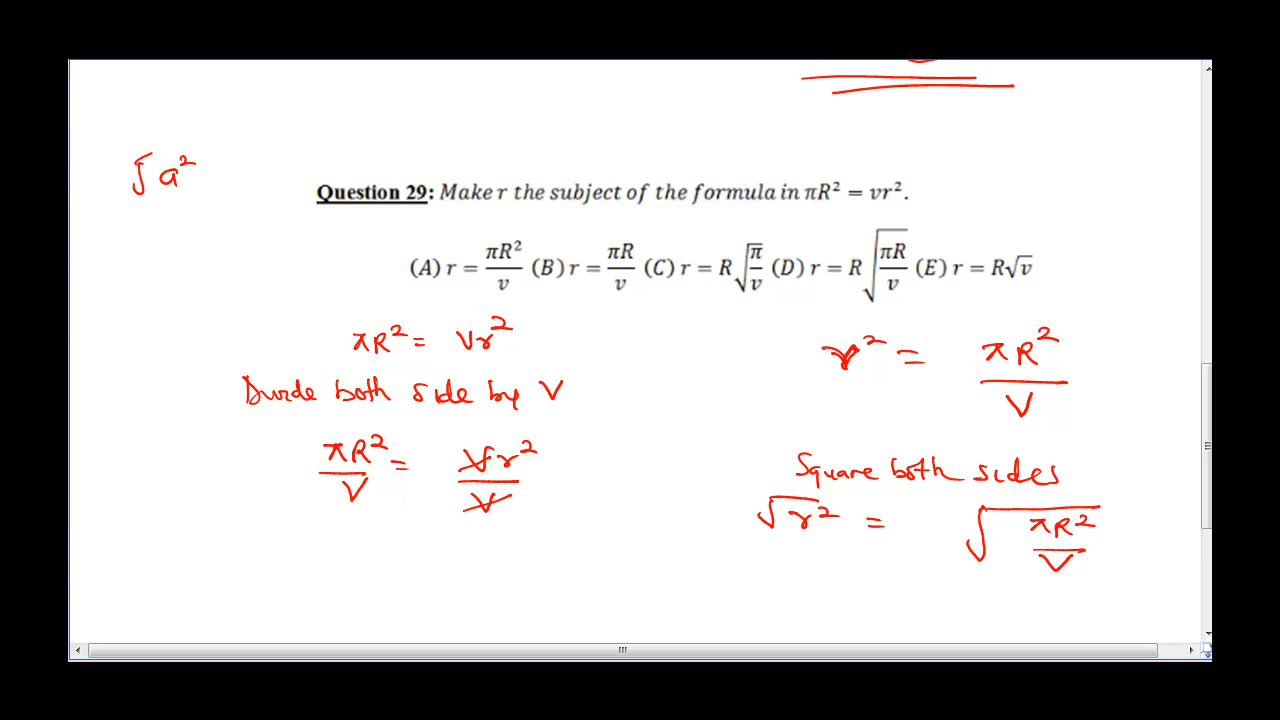 √a²
Question 29: Make r the subject of the formula in πR² = vr².
(A) r = πR²/v (B) r = πR/v (C) r = R√(π/v) (D) r = R√(πR/v) (E) r = R√v
πR² = Vr²
Divide both side by V
πR²/V = Vr²/V
r² = πR²/V
Square both sides
√r² = √(πR²/V)